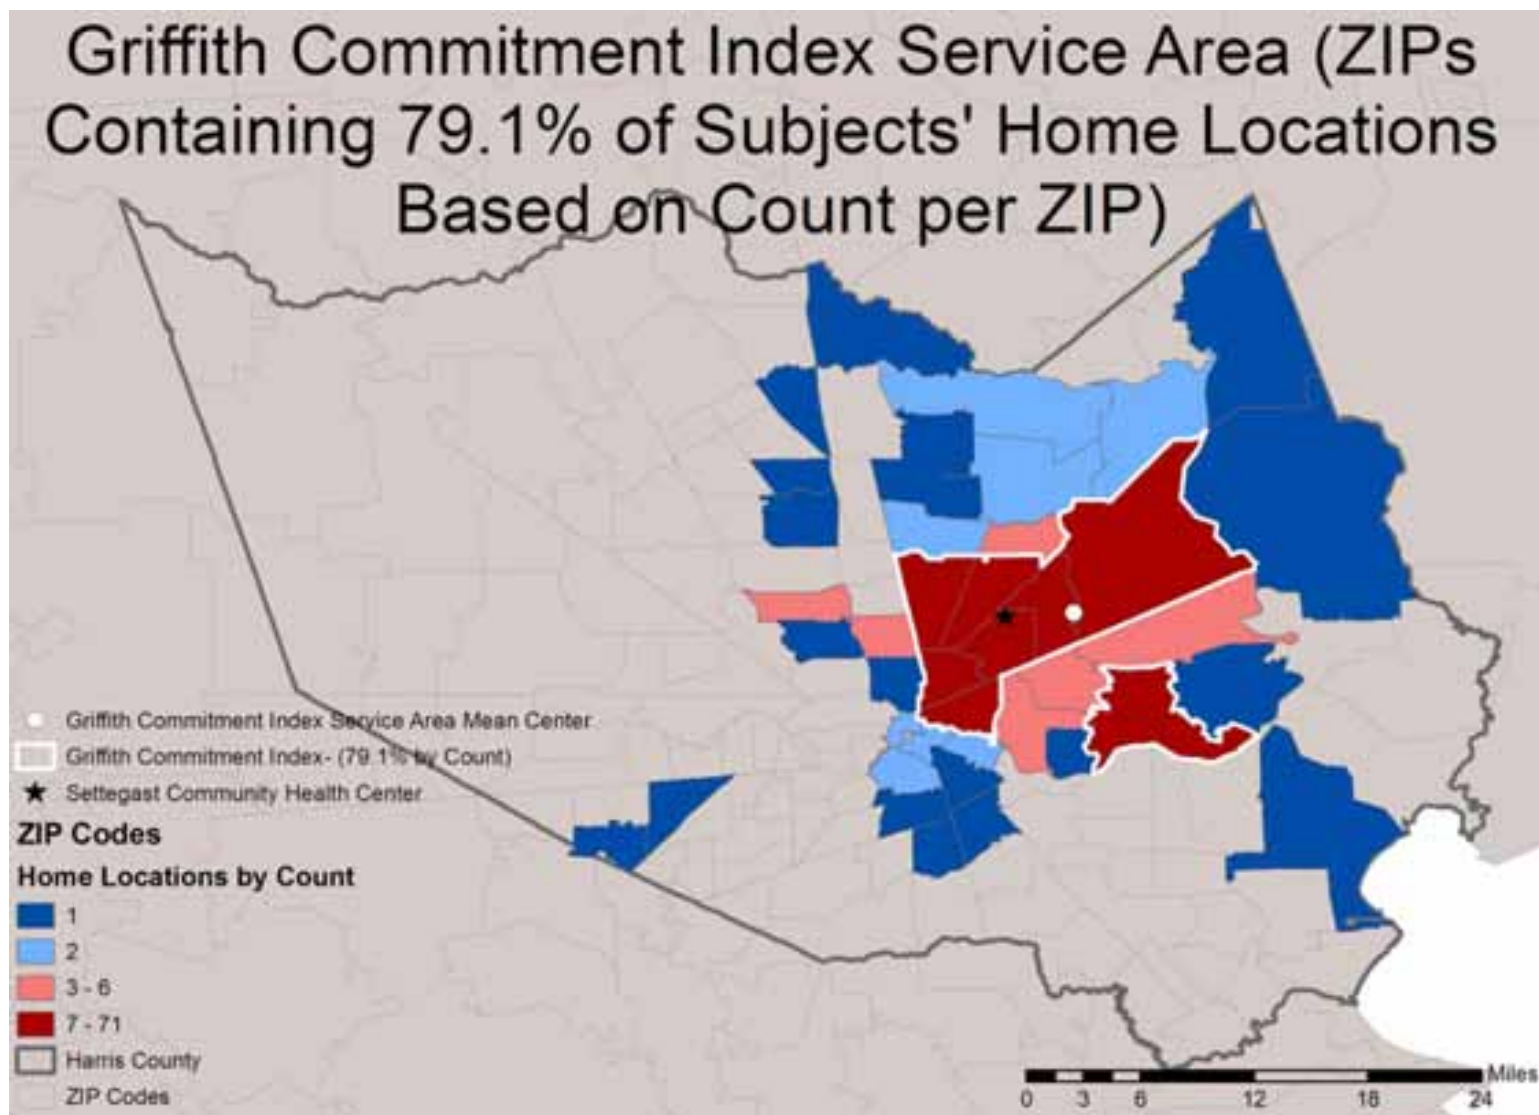 Griffith Commitment Index Service Area (ZIPs
Containing 79.1% of Subjects' Home Locations
Based on Count per ZIP)
Griffith Commitment Index Service Area Mean Center
Griffith Commitment Index- (79.1% by Count)
Settegast Community Health Center
ZIP Codes
Home Locations by Count
1
2
3 - 6
7 - 71
Harris County
ZIP Codes
Miles
0 3 6 12 18 24